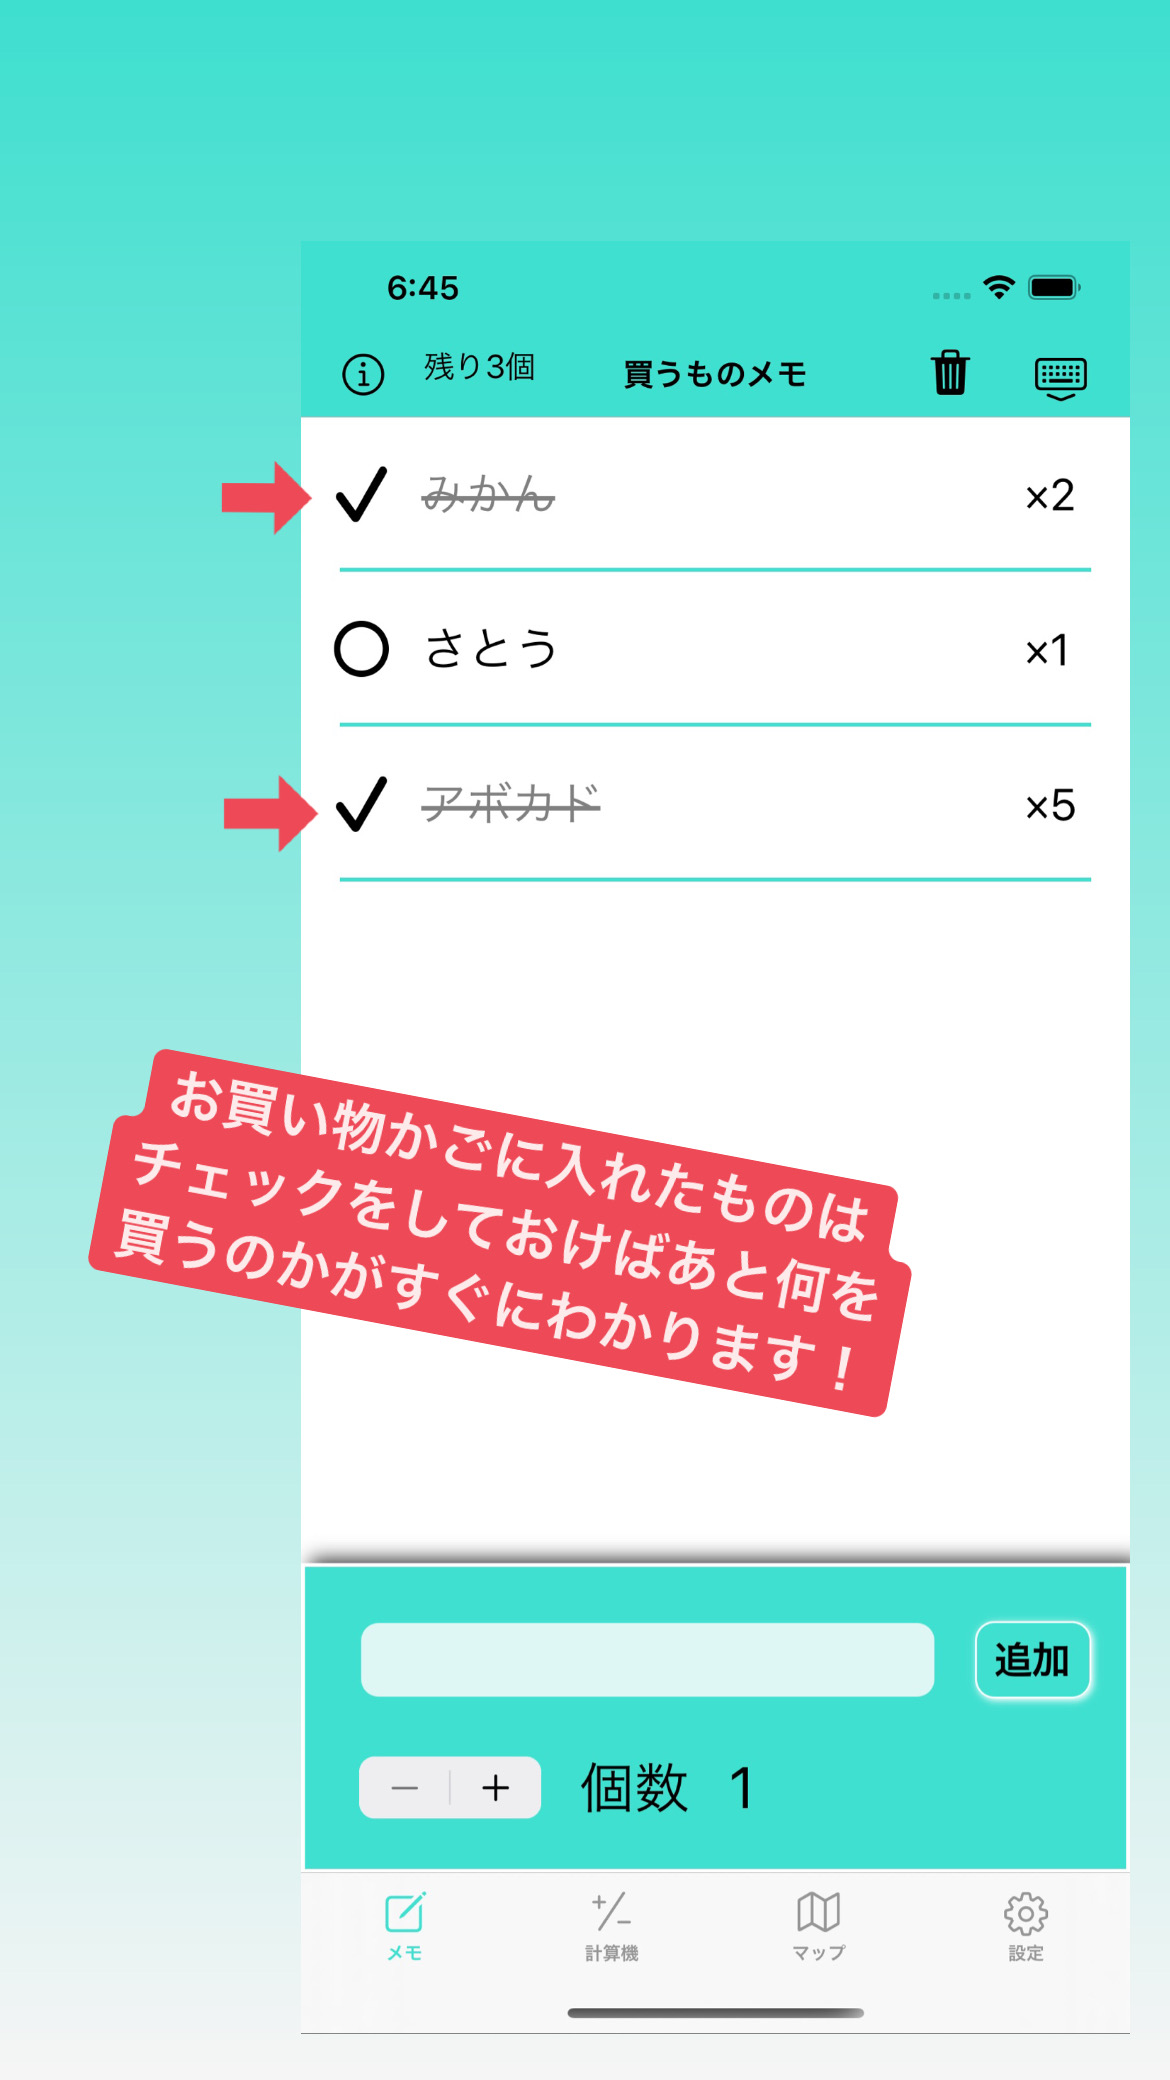 6:45
残り3個
買うものメモ
みかん ×2
さとう ×1
アボカド ×5
お買い物かごに入れたものは
チェックをしておけばあと何を
買うのかがすぐにわかります！
追加
個数 1
メモ
計算機
マップ
設定